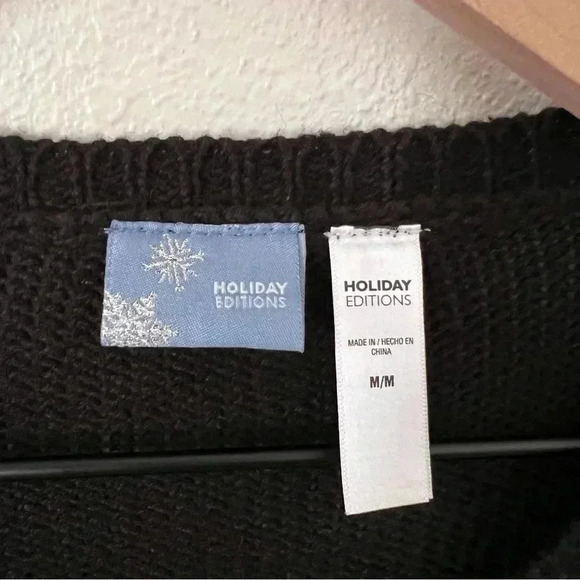 HOLIDAY
EDITIONS
HOLIDAY
EDITIONS
MADE IN / HECHO EN
CHINA
M/M